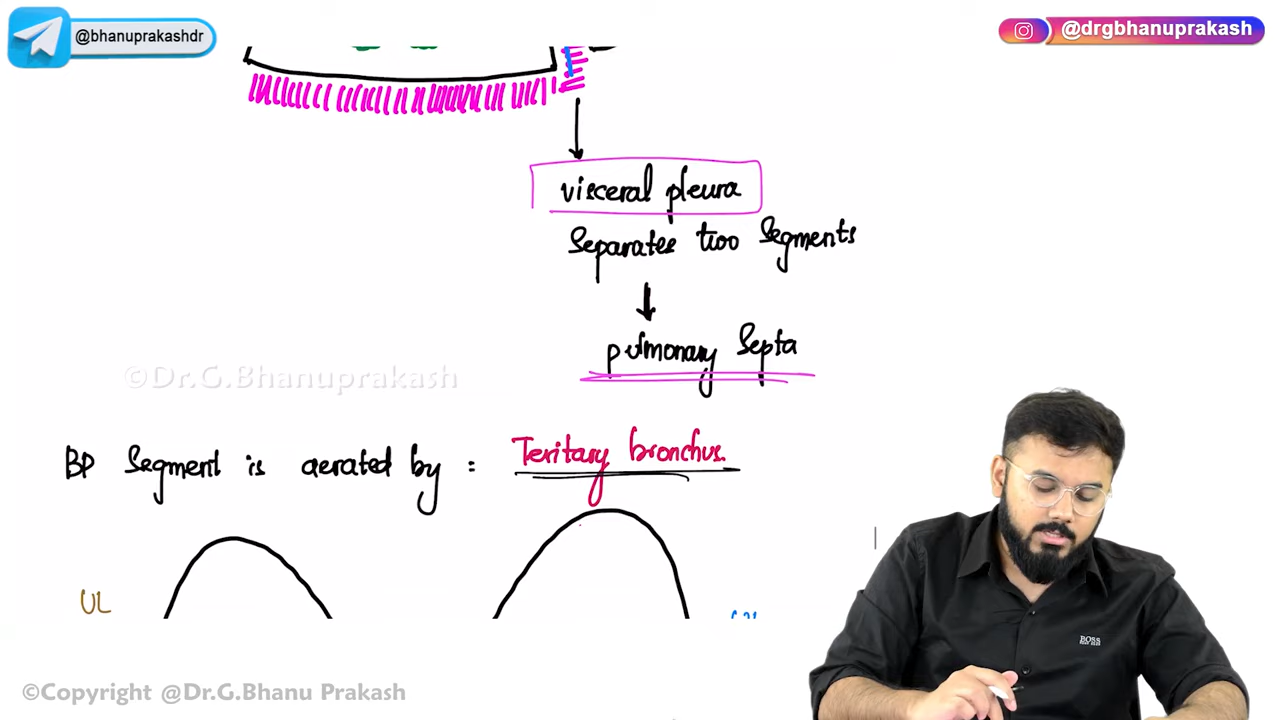 @bhanuprakashdr
@drgbhanuprakash
visceral pleura
Separates two Segments
pulmonary Septa
©Dr.G.Bhanuprakash
BP Segment is aerated by : Teritary bronchus.
UL
BOSS
©Copyright @Dr.G.Bhanu Prakash